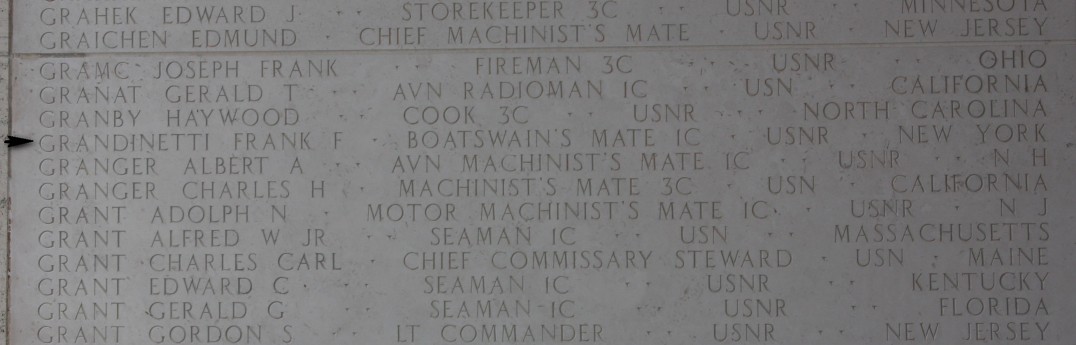 GRAHEK EDWARD J · · STOREKEEPER 3C · · USNR · · MINNESOTA
GRAICHEN EDMUND · CHIEF MACHINIST'S MATE · USNR · NEW JERSEY
GRAMC JOSEPH FRANK · · FIREMAN 3C · · USNR · · OHIO
GRANAT GERALD T · · AVN RADIOMAN 1C · · USN · · CALIFORNIA
GRANBY HAYWOOD · · COOK 3C · · USNR · · NORTH CAROLINA
GRANDINETTI FRANK F · BOATSWAIN'S MATE 1C · USNR · NEW YORK
GRANGER ALBERT A · · AVN MACHINIST'S MATE 1C · · USNR · · N H
GRANGER CHARLES H · MACHINIST'S MATE 3C · · USN · · CALIFORNIA
GRANT ADOLPH N · · MOTOR MACHINIST'S MATE 1C · · USNR · · N J
GRANT ALFRED W JR · · SEAMAN 1C · · USN · · MASSACHUSETTS
GRANT CHARLES CARL · CHIEF COMMISSARY STEWARD · USN · MAINE
GRANT EDWARD C · · SEAMAN 1C · · USNR · · KENTUCKY
GRANT GERALD G · · SEAMAN 1C · · USNR · · FLORIDA
GRANT GORDON S · · LT COMMANDER · · USNR · · NEW JERSEY